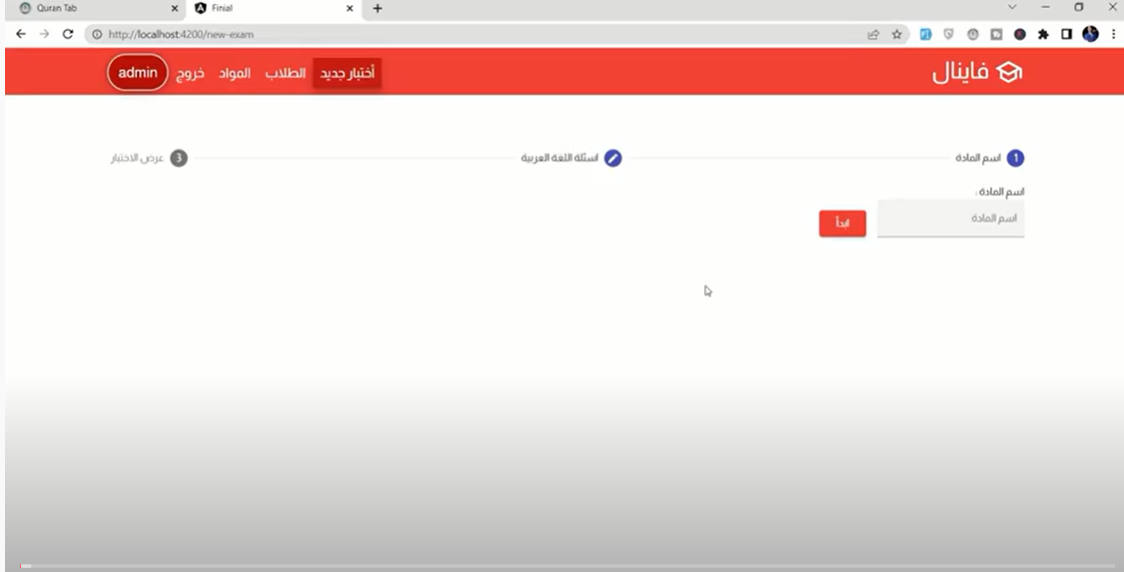 Quran Tab
Finial
http://localhost:4200/new-exam
فاينال
أختبار جديد الطلاب المواد خروج admin
1 اسم المادة
اسئلة اللغة العربية
3 عرض الاختبار
اسم المادة :
اسم المادة
ابدأ